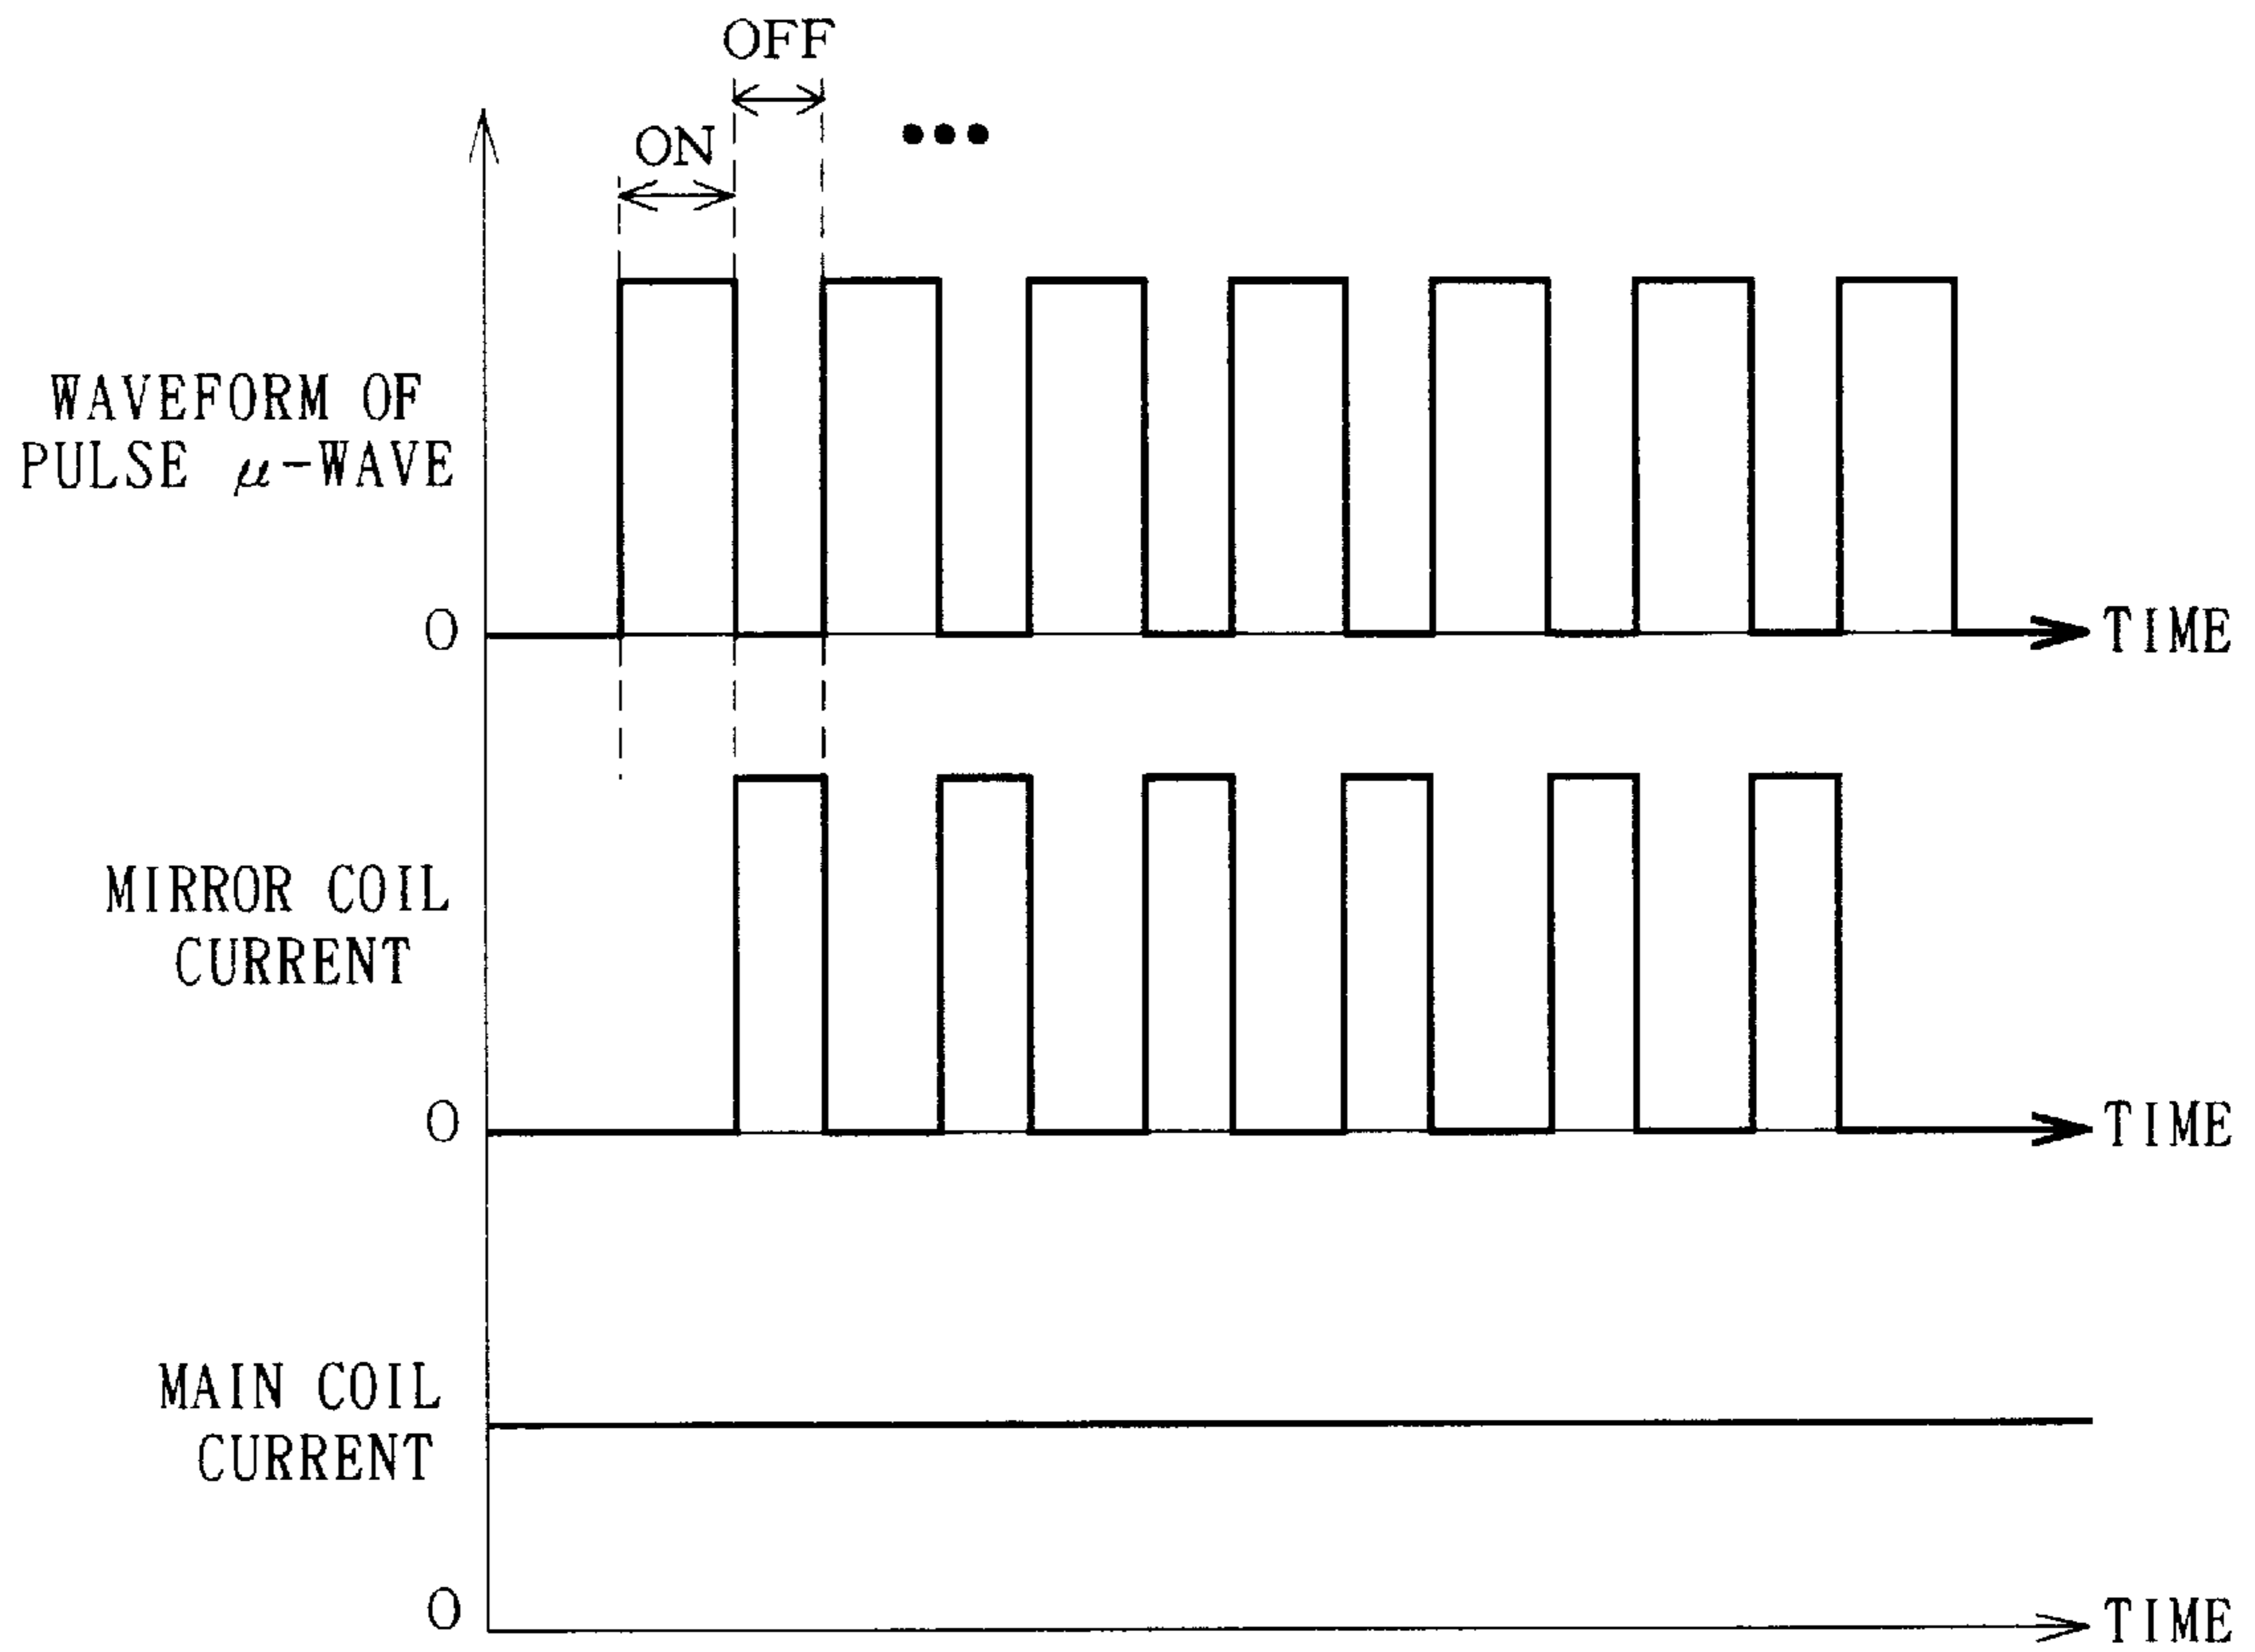 OFF
ON
•••
WAVEFORM OF
PULSE μ-WAVE
0
TIME
MIRROR COIL
CURRENT
0
TIME
MAIN COIL
CURRENT
0
TIME